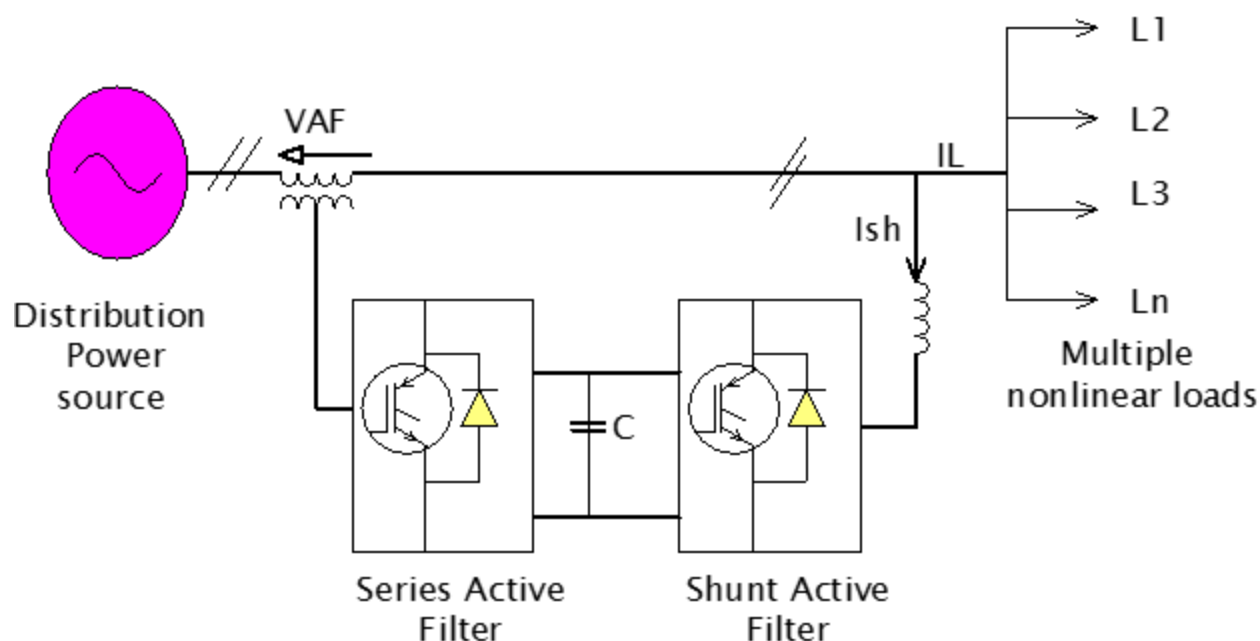 L1
VAF
L2
IL
L3
Ish
Ln
Distribution
Power
source
Multiple
nonlinear loads
C
Series Active
Filter
Shunt Active
Filter